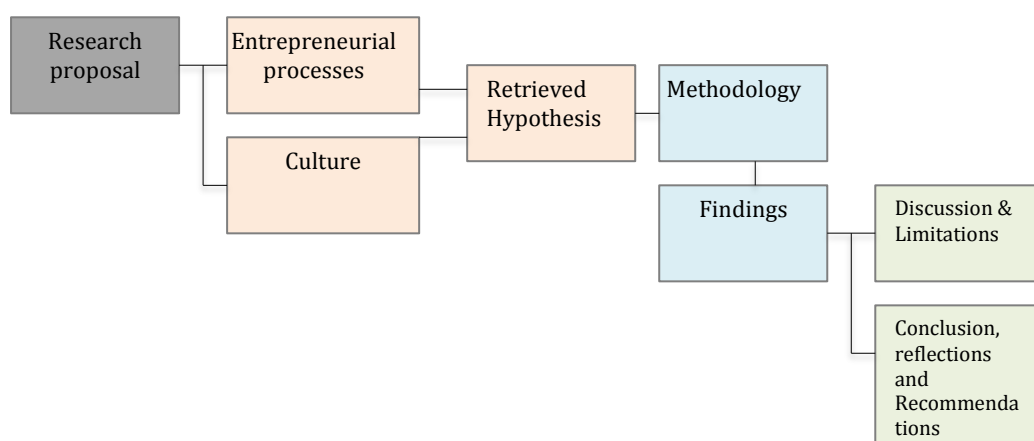 Research
proposal
Entrepreneurial
processes
Culture
Retrieved
Hypothesis
Methodology
Findings
Discussion &
Limitations
Conclusion,
reflections
and
Recommenda
tions